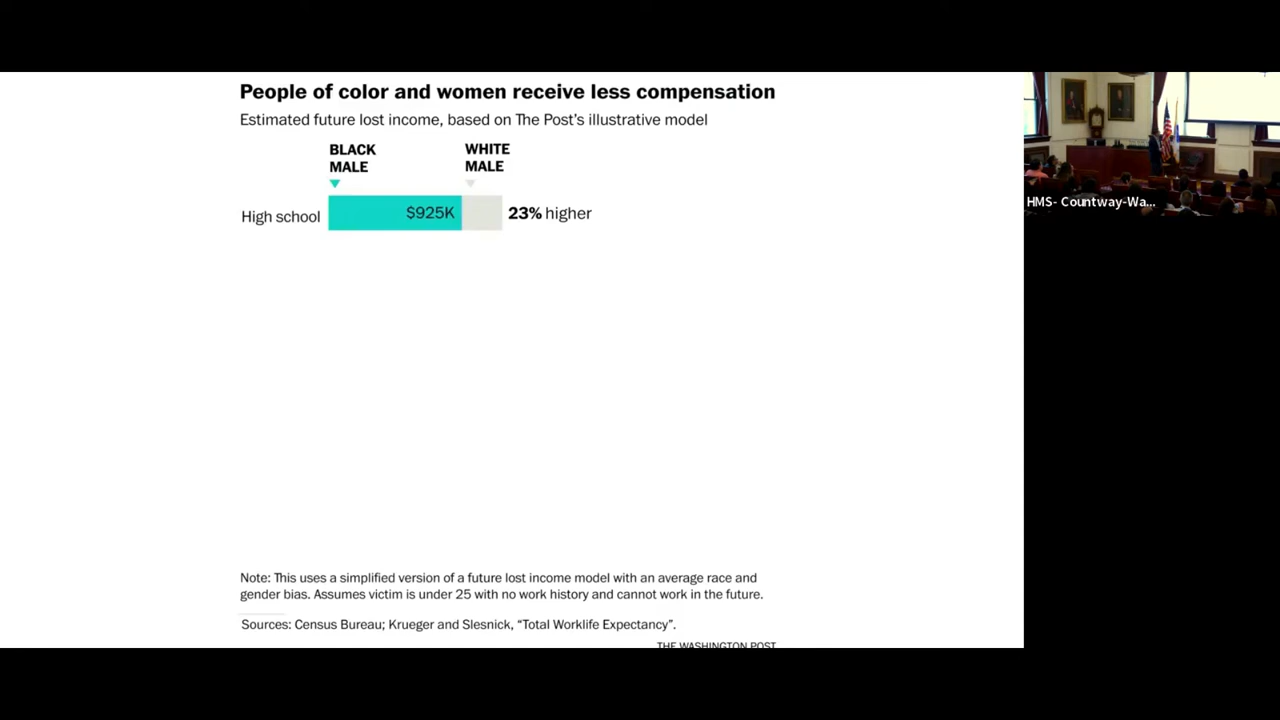 People of color and women receive less compensation
Estimated future lost income, based on The Post's illustrative model
BLACK
MALE
WHITE
MALE
High school
$925K
23% higher
HMS- Countway-Wa...
Note: This uses a simplified version of a future lost income model with an average race and
gender bias. Assumes victim is under 25 with no work history and cannot work in the future.
Sources: Census Bureau; Krueger and Slesnick, “Total Worklife Expectancy”.
THE WASHINGTON POST